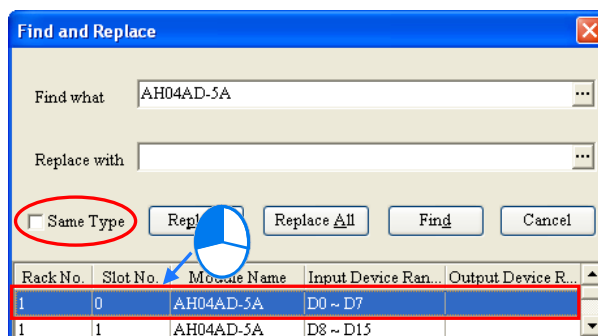 Find and Replace
Find what AH04AD-5A ...
Replace with ...
Same Type Replace All Find Cancel
Rack No. Slot No. Module Name Input Device Ran... Output Device R...
1 0 AH04AD-5A D0 ~ D7
1 1 AH04AD-5A D8 ~ D15